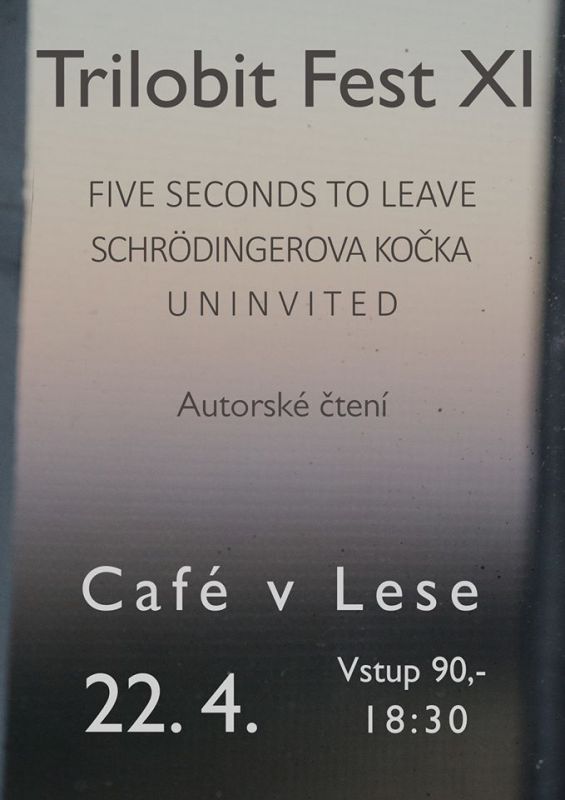 Trilobit Fest XI
FIVE SECONDS TO LEAVE
SCHRÖDINGEROVA KOČKA
UNINVITED
Autorské čtení
Café v Lese
22. 4.
Vstup 90,-
18:30